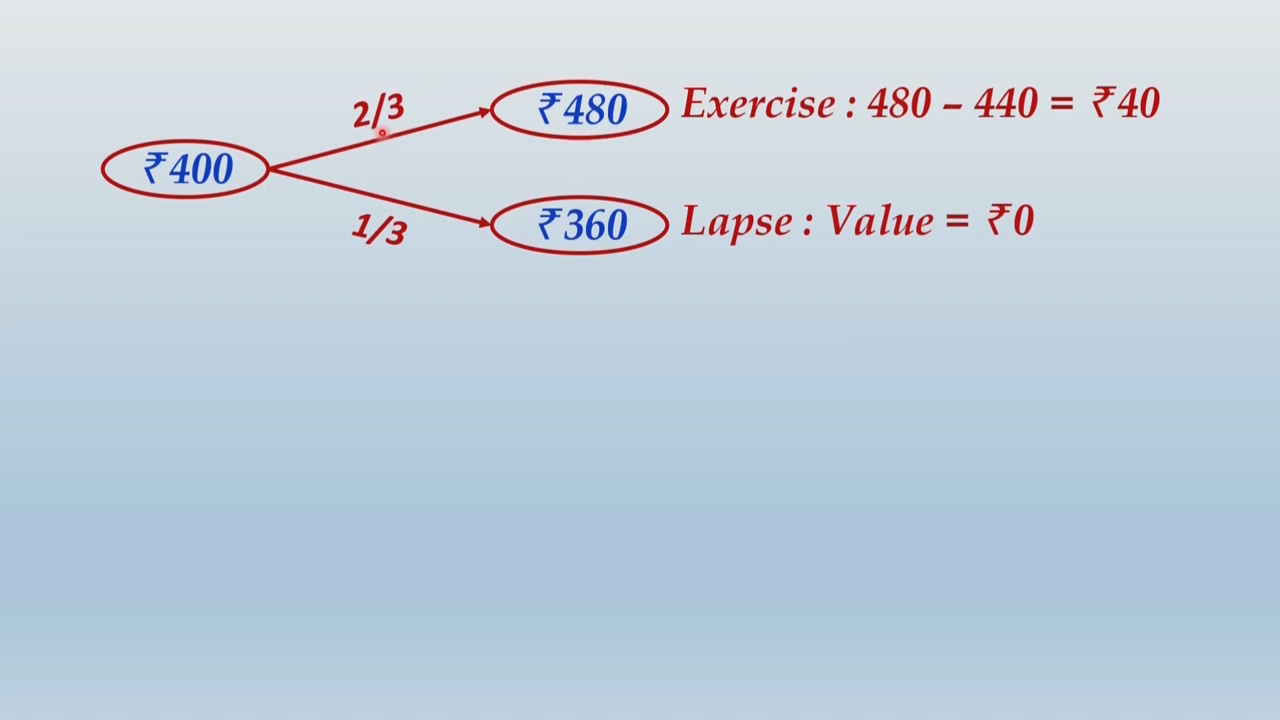 2/3
₹480
Exercise : 480 – 440 = ₹40
₹400
1/3
₹360
Lapse : Value = ₹0